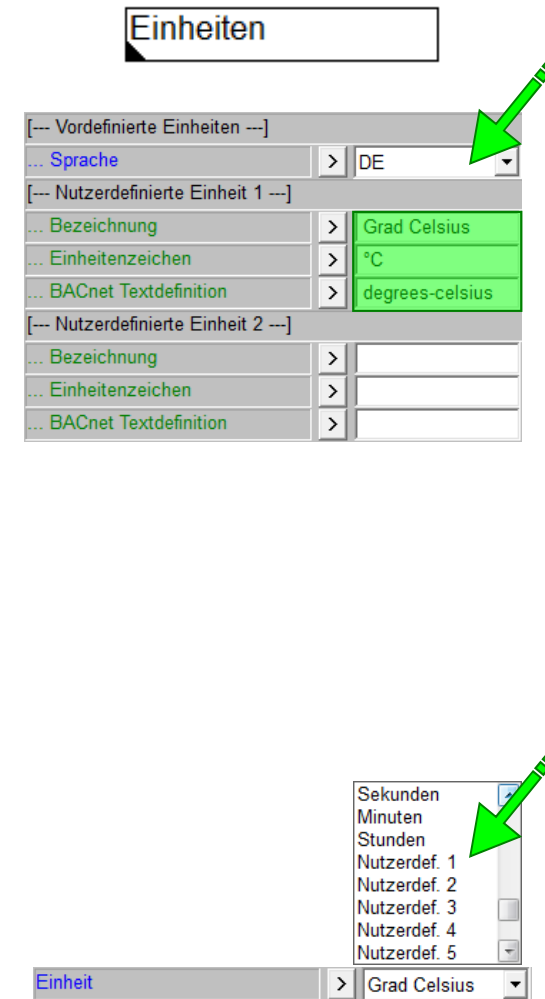 Einheiten
[--- Vordefinierte Einheiten ---]
... Sprache > DE
[--- Nutzerdefinierte Einheit 1 ---]
... Bezeichnung > Grad Celsius
... Einheitenzeichen > °C
... BACnet Textdefinition > degrees-celsius
[--- Nutzerdefinierte Einheit 2 ---]
... Bezeichnung >
... Einheitenzeichen >
... BACnet Textdefinition >
Sekunden
Minuten
Stunden
Nutzerdef. 1
Nutzerdef. 2
Nutzerdef. 3
Nutzerdef. 4
Nutzerdef. 5
Einheit > Grad Celsius